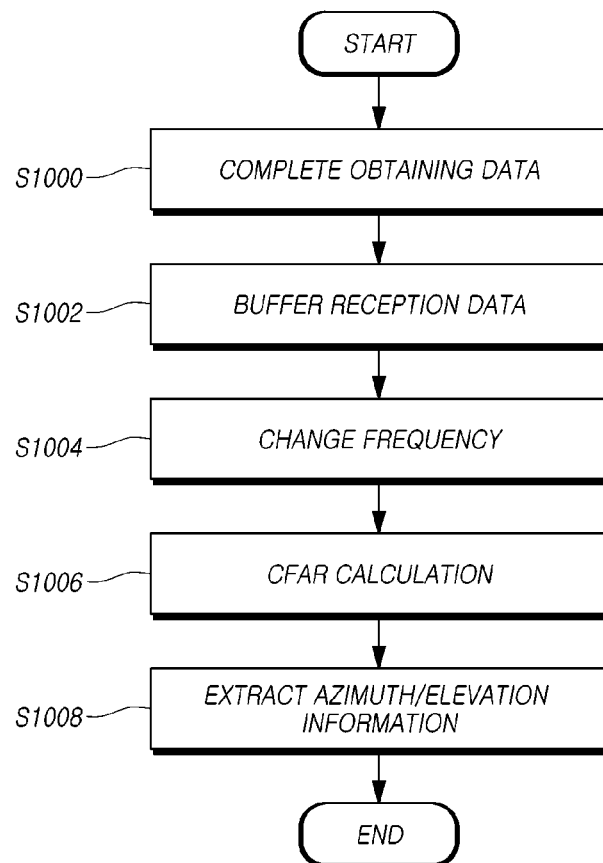 START
S1000
COMPLETE OBTAINING DATA
S1002
BUFFER RECEPTION DATA
S1004
CHANGE FREQUENCY
S1006
CFAR CALCULATION
S1008
EXTRACT AZIMUTH/ELEVATION
INFORMATION
END